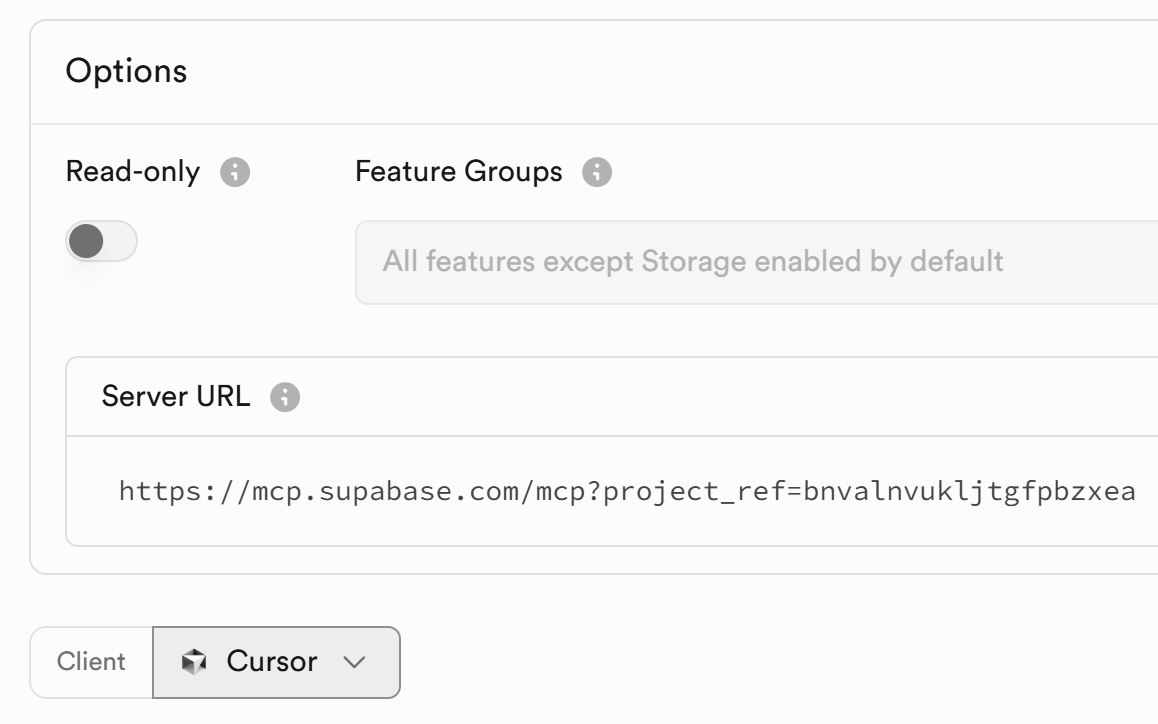 Options
Read-only
Feature Groups
All features except Storage enabled by default
Server URL
https://mcp.supabase.com/mcp?project_ref=bnvalnvukljtgfpbzxea
Client
Cursor